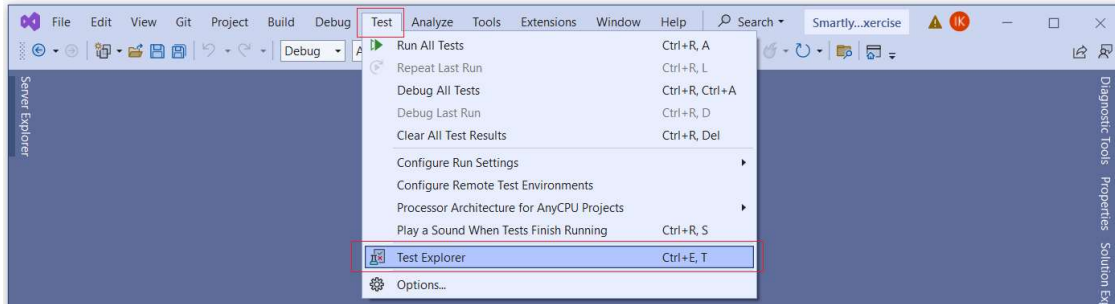 File Edit View Git Project Build Debug Test Analyze Tools Extensions Window Help Search Smartly...xercise IK
Debug A
Run All Tests Ctrl+R, A
Repeat Last Run Ctrl+R, L
Debug All Tests Ctrl+R, Ctrl+A
Debug Last Run Ctrl+R, D
Clear All Test Results Ctrl+R, Del
Configure Run Settings
Configure Remote Test Environments
Processor Architecture for AnyCPU Projects
Play a Sound When Tests Finish Running Ctrl+R, S
Test Explorer Ctrl+E, T
Options...
Server Explorer
Diagnostic Tools
Properties
Solution Ex